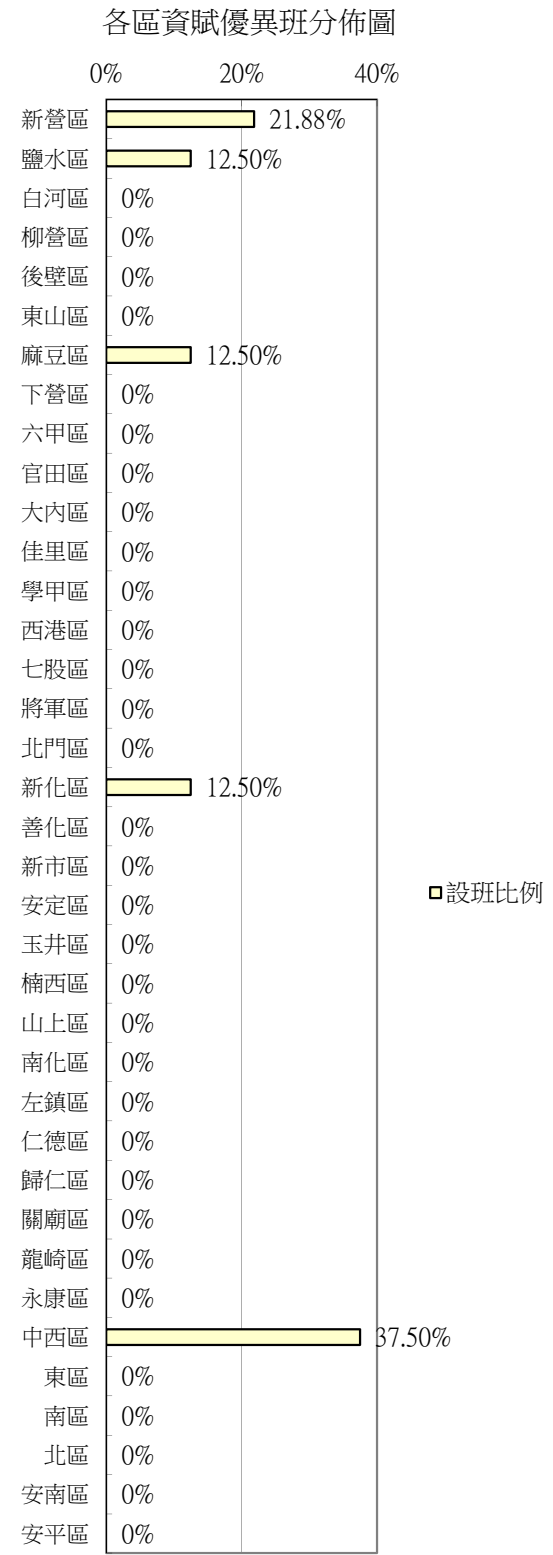 各區資賦優異班分佈圖
0% 20% 40%
新營區 21.88%
鹽水區 12.50%
白河區 0%
柳營區 0%
後壁區 0%
東山區 0%
麻豆區 12.50%
下營區 0%
六甲區 0%
官田區 0%
大內區 0%
佳里區 0%
學甲區 0%
西港區 0%
七股區 0%
將軍區 0%
北門區 0%
新化區 12.50%
善化區 0%
新市區 0%
安定區 0%
設班比例
玉井區 0%
楠西區 0%
山上區 0%
南化區 0%
左鎮區 0%
仁德區 0%
歸仁區 0%
關廟區 0%
龍崎區 0%
永康區 0%
中西區 37.50%
東區 0%
南區 0%
北區 0%
安南區 0%
安平區 0%